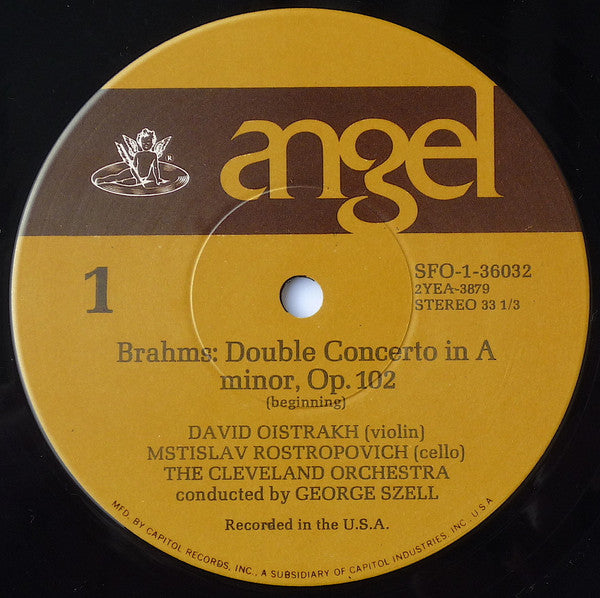 angel
®
1
SFO-1-36032
2YEA-3879
STEREO 33 1/3
Brahms: Double Concerto in A
minor, Op. 102
(beginning)
DAVID OISTRAKH (violin)
MSTISLAV ROSTROPOVICH (cello)
THE CLEVELAND ORCHESTRA
conducted by GEORGE SZELL
Recorded in the U.S.A.
MFD. BY CAPITOL RECORDS, INC., A SUBSIDIARY OF CAPITOL INDUSTRIES, INC. U.S.A.